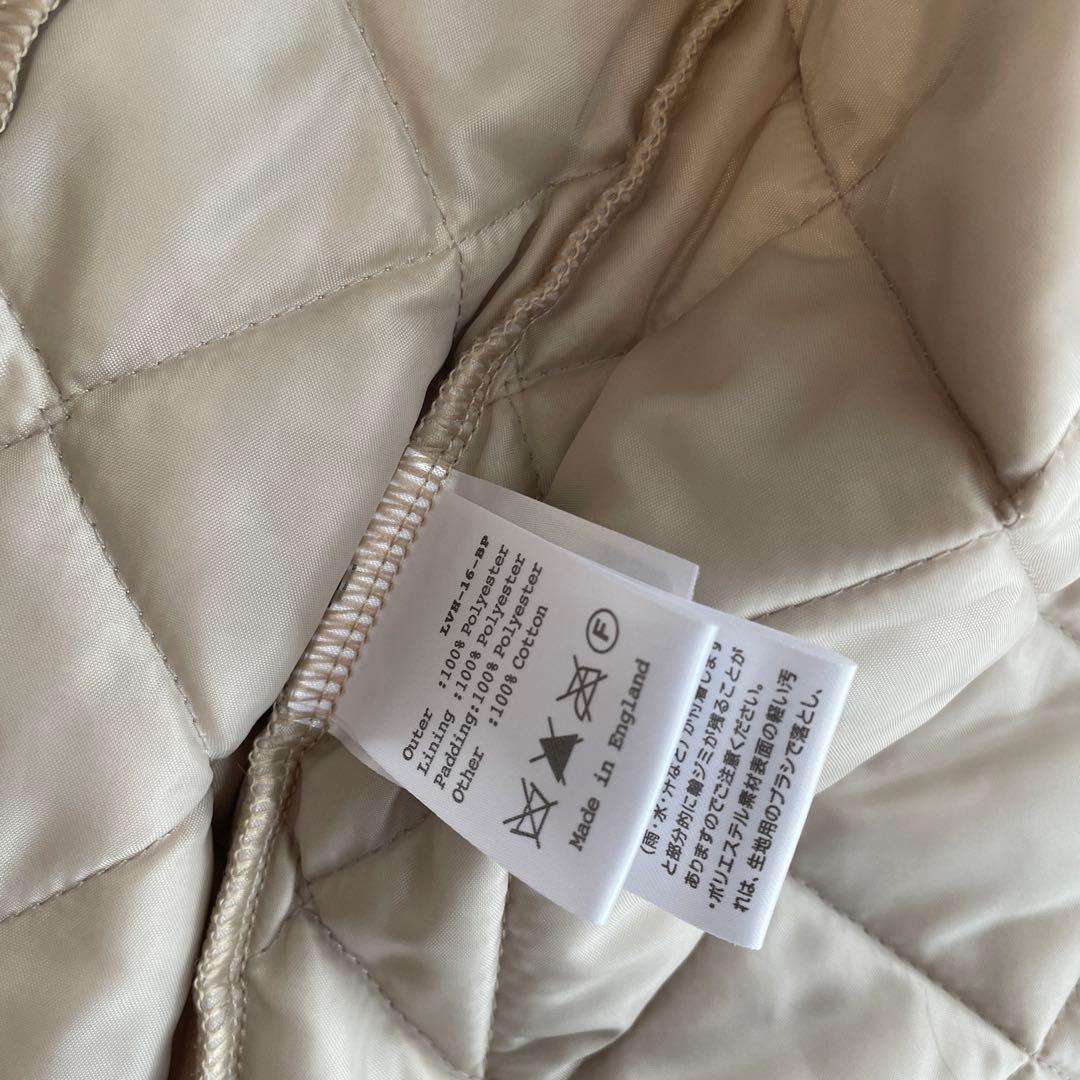 LVH-16-BP
Outer :100% Polyester
Lining :100% Polyester
Padding:100% Polyester
Other :100% Cotton
F
Made in England
(雨・水・汗など)が付着します
と部分的に輪ジミが残ることが
ありますのでご注意ください。
・ポリエステル素材表面の軽い汚
れは、生地用のブラシで落とし、